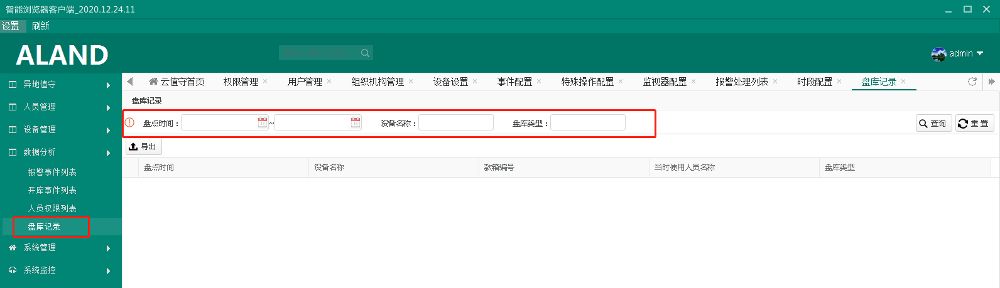 智能浏览器客户端_2020.12.24.11
设置 刷新
ALAND
admin
异地值守
人员管理
设备管理
数据分析
报警事件列表
开库事件列表
人员权限列表
盘库记录
系统管理
系统监控
云值守首页 权限管理 × 用户管理 × 组织机构管理 × 设备设置 × 事件配置 × 特殊操作配置 × 监视器配置 × 报警处理列表 × 时段配置 × 盘库记录 ×
盘库记录
盘点时间： ~ 设备名称： 盘库类型： 查询 重置
导出
盘点时间 设备名称 款箱编号 当时使用人员名称 盘库类型